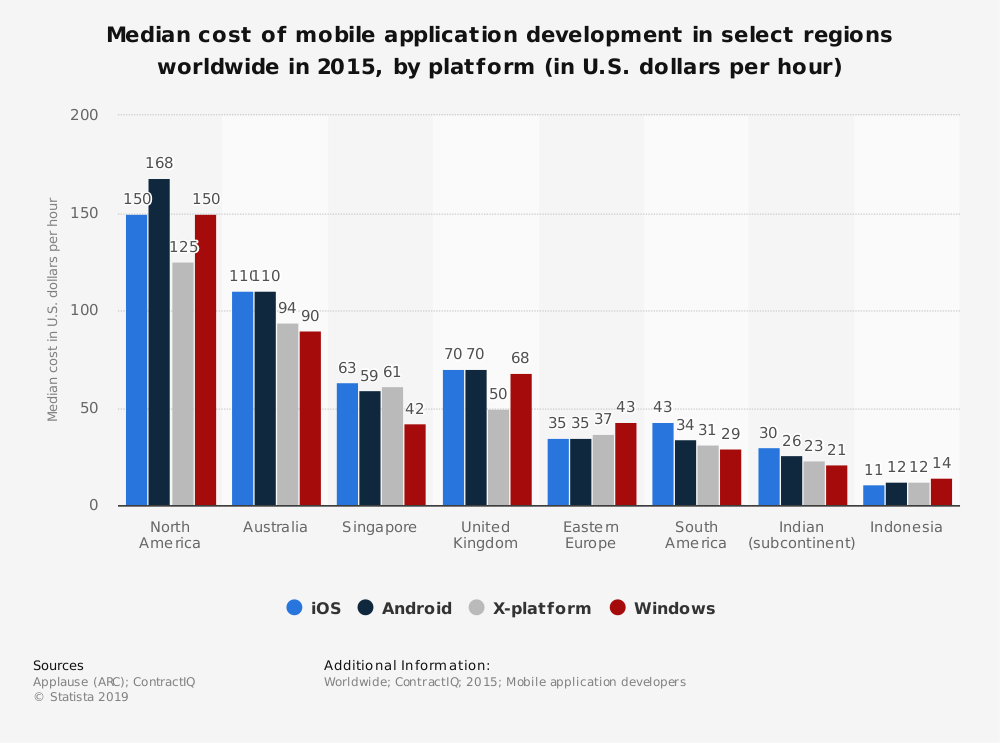 Median cost of mobile application development in select regions
worldwide in 2015, by platform (in U.S. dollars per hour)
Median cost in U.S. dollars per hour
200
150
100
50
0
150 168 125 150
110 110 94 90
63 59 61 42
70 70 50 68
35 35 37 43
43 34 31 29
30 26 23 21
11 12 12 14
North
America
Australia
Singapore
United
Kingdom
Eastern
Europe
South
America
Indian
(subcontinent)
Indonesia
iOS Android X-platform Windows
Sources
Applause (ARC); ContractIQ
© Statista 2019
Additional Information:
Worldwide; ContractIQ; 2015; Mobile application developers